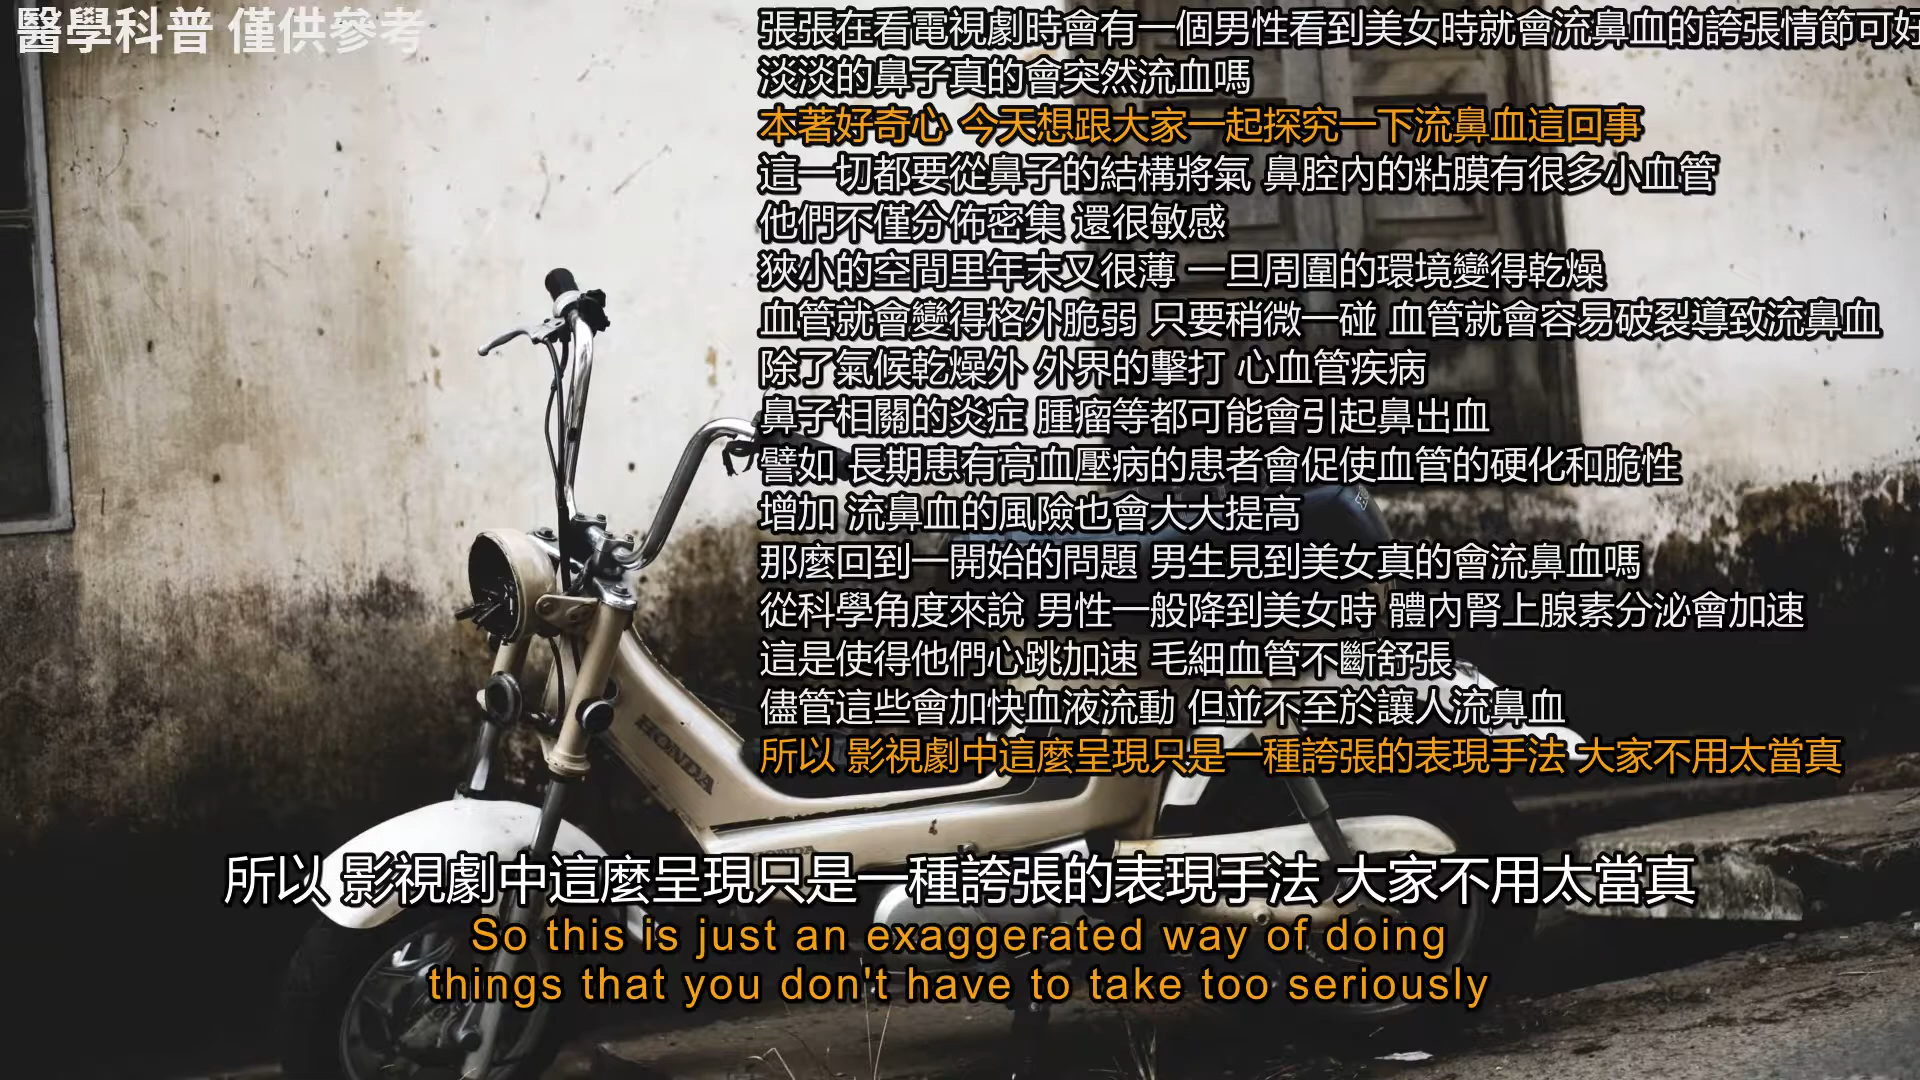 醫學科普 僅供參考
張張在看電視劇時會有一個男性看到美女時就會流鼻血的誇張情節可好
淡淡的鼻子真的會突然流血嗎
本著好奇心 今天想跟大家一起探究一下流鼻血這回事
這一切都要從鼻子的結構將氣 鼻腔內的粘膜有很多小血管
他們不僅分佈密集 還很敏感
狹小的空間里年末又很薄 一旦周圍的環境變得乾燥
血管就會變得格外脆弱 只要稍微一碰 血管就會容易破裂導致流鼻血
除了氣候乾燥外 外界的擊打 心血管疾病
鼻子相關的炎症 腫瘤等都可能會引起鼻出血
譬如 長期患有高血壓病的患者會促使血管的硬化和脆性
增加 流鼻血的風險也會大大提高
那麼回到一開始的問題 男生見到美女真的會流鼻血嗎
從科學角度來說 男性一般降到美女時 體內腎上腺素分泌會加速
這是使得他們心跳加速 毛細血管不斷舒張
儘管這些會加快血液流動 但並不至於讓人流鼻血
所以 影視劇中這麼呈現只是一種誇張的表現手法 大家不用太當真
HONDA
所以 影視劇中這麼呈現只是一種誇張的表現手法 大家不用太當真
So this is just an exaggerated way of doing
things that you don't have to take too seriously